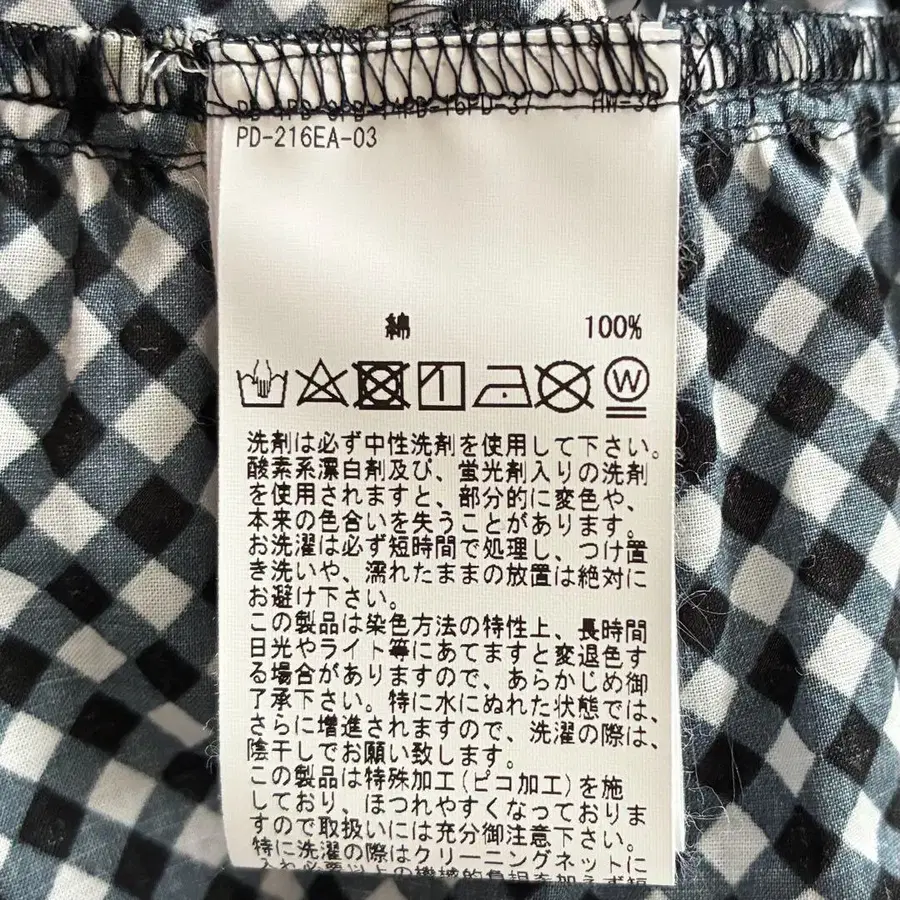 PD-216EA-03
綿 100%
W
洗剤は必ず中性洗剤を使用して下さい。
酸素系漂白剤及び、蛍光剤入りの洗剤
を使用されますと、部分的に変色や、
本来の色合いを失うことがあります。
お洗濯は必ず短時間で処理し、つけ置
き洗いや、濡れたままの放置は絶対に
お避け下さい。
この製品は染色方法の特性上、長時間
日光やライト等にあてますと変退色す
る場合がありますので、あらかじめ御
了承下さい。特に水にぬれた状態では、
さらに増進されますので、洗濯の際は、
陰干しでお願い致します。
この製品は特殊加工(ピコ加工)を施
しており、ほつれやすくなっておりま
すので取扱いには充分御注意下さい。
特に洗濯の際はクリーニングネットに